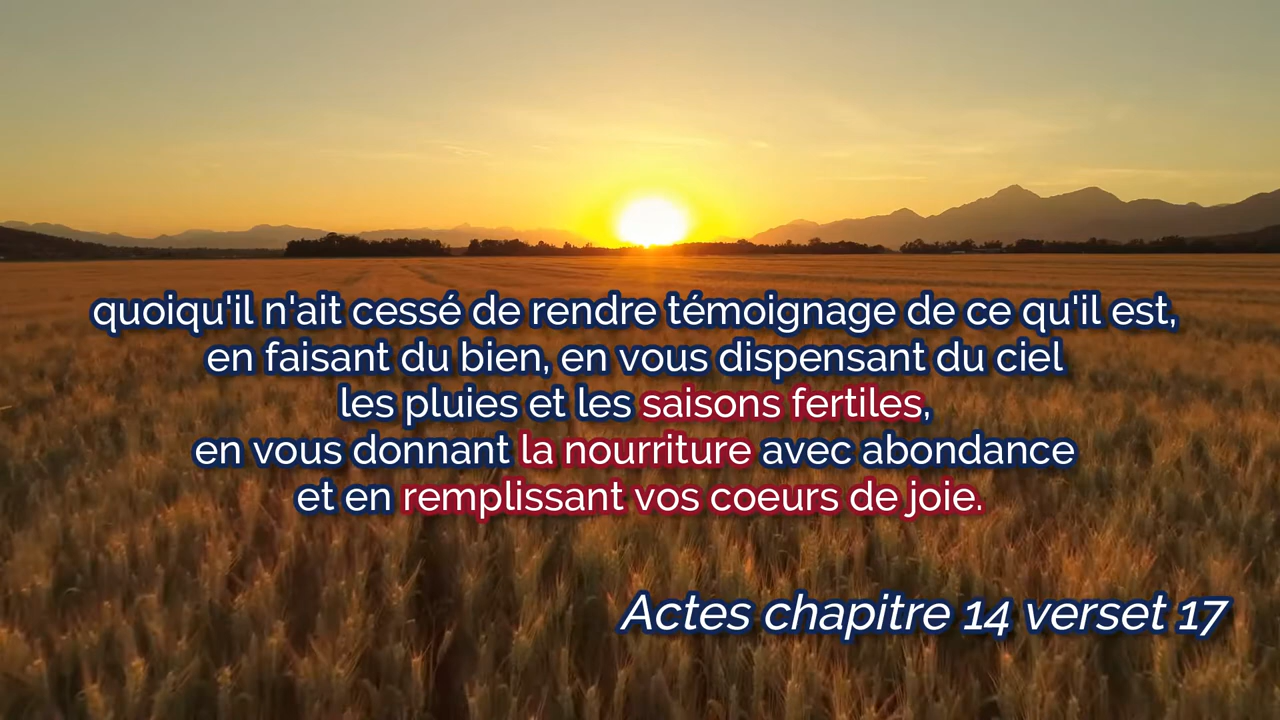 quoiqu'il n'ait cessé de rendre témoignage de ce qu'il est,
en faisant du bien, en vous dispensant du ciel
les pluies et les saisons fertiles,
en vous donnant la nourriture avec abondance
et en remplissant vos coeurs de joie.
Actes chapitre 14 verset 17